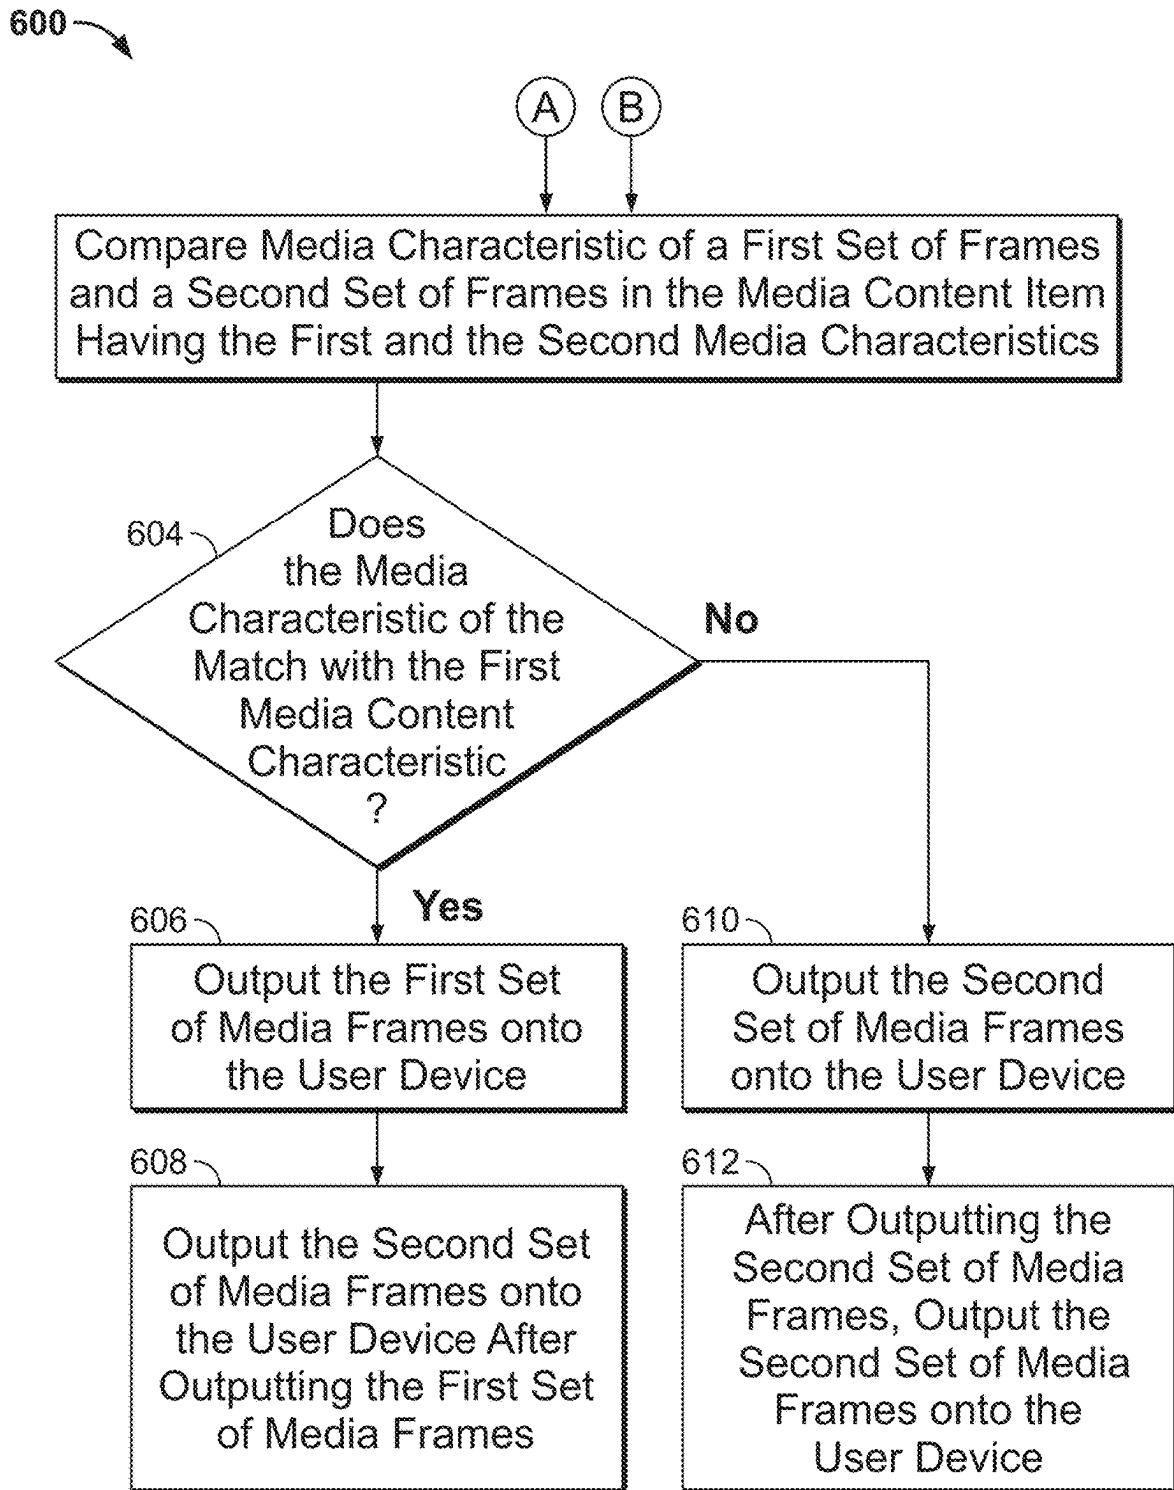 600
A B
Compare Media Characteristic of a First Set of Frames
and a Second Set of Frames in the Media Content Item
Having the First and the Second Media Characteristics
604
Does
the Media
Characteristic of the
Match with the First
Media Content
Characteristic
?
No
Yes
606
Output the First Set
of Media Frames onto
the User Device
610
Output the Second
Set of Media Frames
onto the User Device
608
Output the Second Set
of Media Frames onto
the User Device After
Outputting the First Set
of Media Frames
612
After Outputting the
Second Set of Media
Frames, Output the
Second Set of Media
Frames onto the
User Device